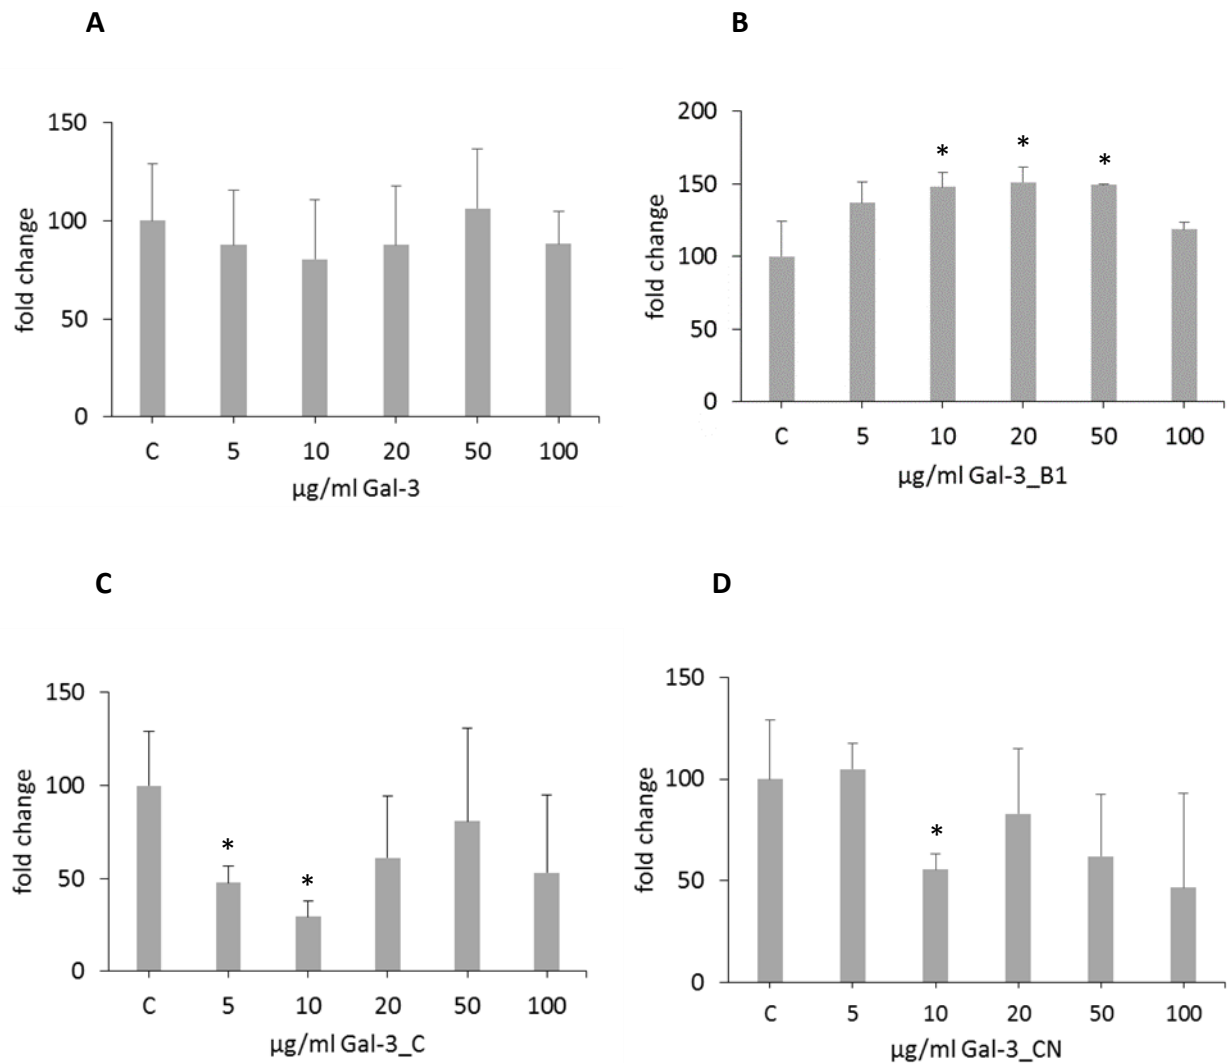 A
150
100
50
0
fold change
C 5 10 20 50 100
µg/ml Gal-3
B
200
150
100
50
0
fold change
* * *
C 5 10 20 50 100
µg/ml Gal-3_B1
C
150
100
50
0
fold change
* *
C 5 10 20 50 100
µg/ml Gal-3_C
D
150
100
50
0
fold change
*
C 5 10 20 50 100
µg/ml Gal-3_CN